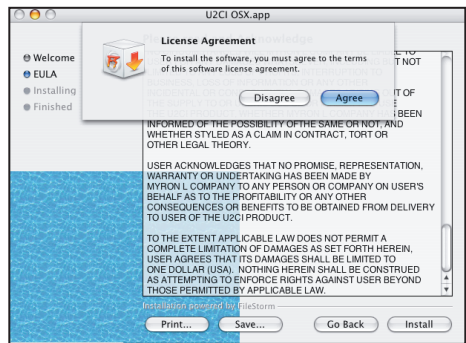 U2CI OSX.app
License Agreement
To install the software, you must agree to the terms
of this software license agreement.
Disagree
Agree
Welcome
EULA
Installing
Finished
INFORMED OF THE POSSIBILITY OFTHE SAME OR NOT, AND
WHETHER STYLED AS A CLAIM IN CONTRACT, TORT OR
OTHER LEGAL THEORY.
USER ACKNOWLEDGES THAT NO PROMISE, REPRESENTATION,
WARRANTY OR UNDERTAKING HAS BEEN MADE BY
MYRON L COMPANY TO ANY PERSON OR COMPANY ON USER'S
BEHALF AS TO THE PROFITABILITY OR ANY OTHER
CONSEQUENCES OR BENEFITS TO BE OBTAINED FROM DELIVERY
TO USER OF THE U2CI PRODUCT.
TO THE EXTENT APPLICABLE LAW DOES NOT PERMIT A
COMPLETE LIMITATION OF DAMAGES AS SET FORTH HEREIN,
USER AGREES THAT ITS DAMAGES SHALL BE LIMITED TO
ONE DOLLAR (USA). NOTHING HEREIN SHALL BE CONSTRUED
AS ATTEMPTING TO ENFORCE RIGHTS AGAINST USER BEYOND
THOSE PERMITTED BY APPLICABLE LAW.
Installation powered by FileStorm
Print...
Save...
Go Back
Install